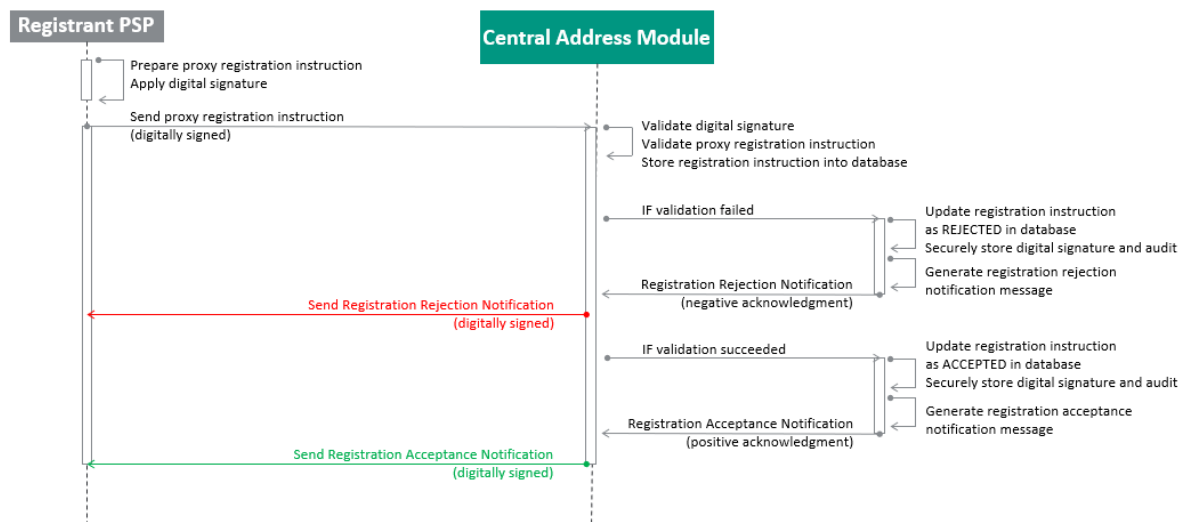 Registrant PSP
Central Address Module
Prepare proxy registration instruction
Apply digital signature
Send proxy registration instruction
(digitally signed)
Validate digital signature
Validate proxy registration instruction
Store registration instruction into database
IF validation failed
Update registration instruction
as REJECTED in database
Securely store digital signature and audit
Generate registration rejection
notification message
Registration Rejection Notification
(negative acknowledgment)
Send Registration Rejection Notification
(digitally signed)
IF validation succeeded
Update registration instruction
as ACCEPTED in database
Securely store digital signature and audit
Generate registration acceptance
notification message
Registration Acceptance Notification
(positive acknowledgment)
Send Registration Acceptance Notification
(digitally signed)